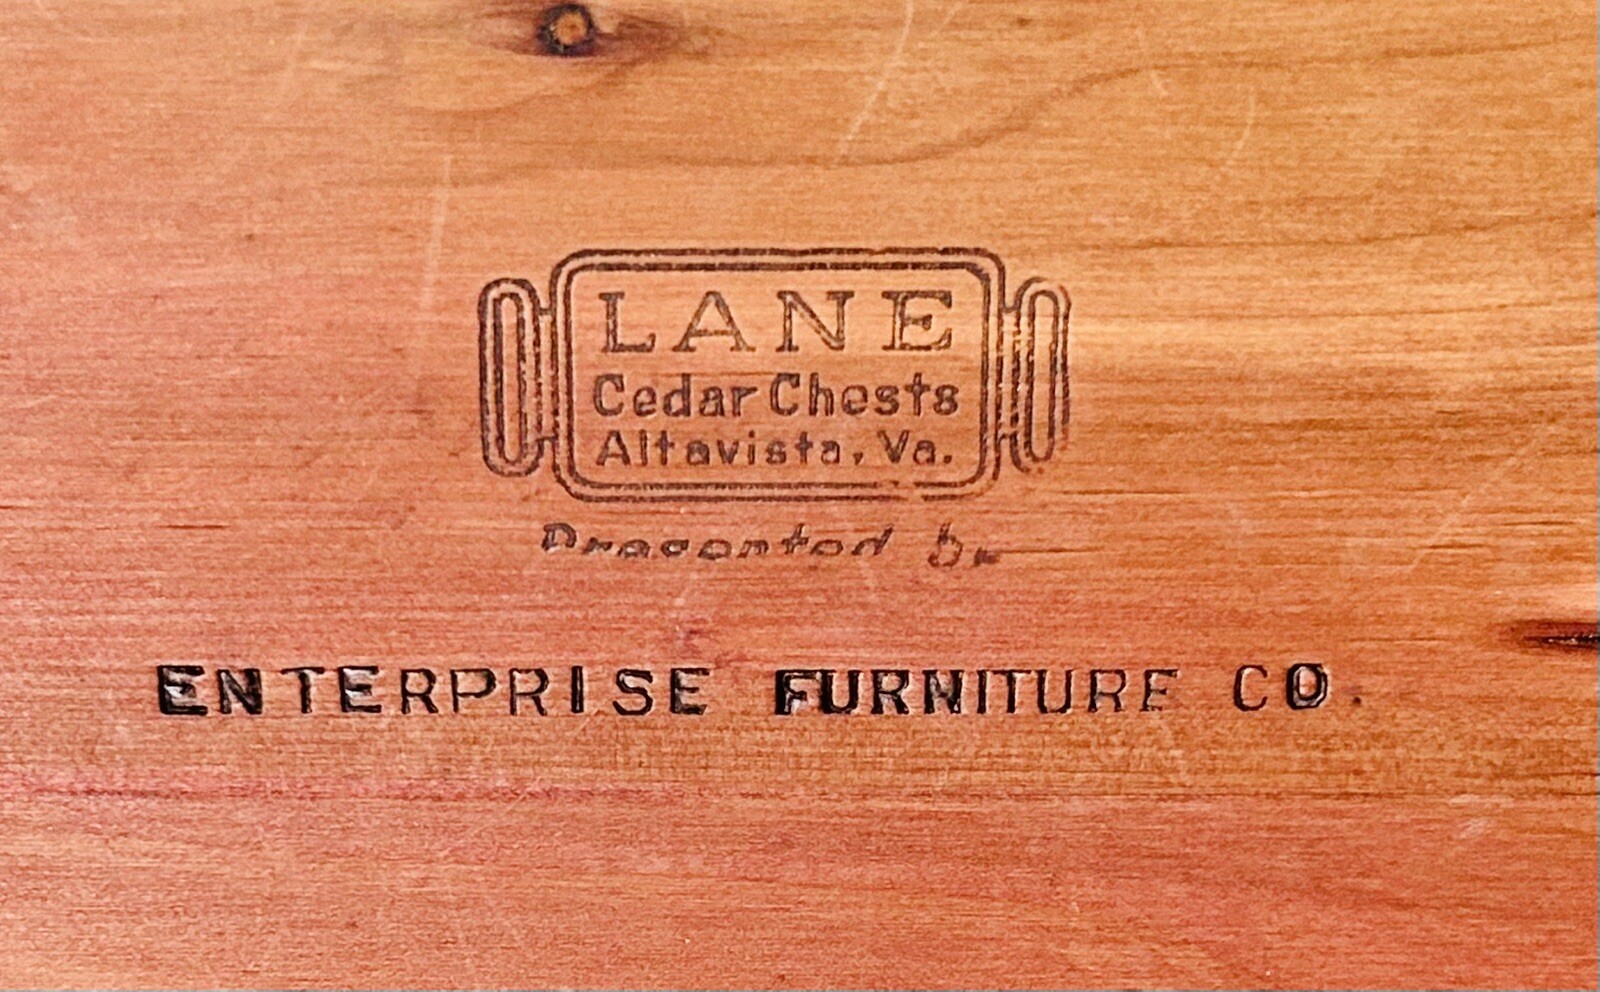 LANE
Cedar Chests
Altavista, Va.
Presented by
ENTERPRISE FURNITURE CO.